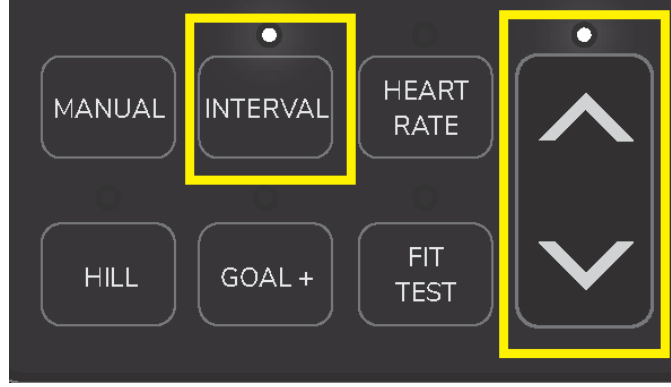 MANUAL
INTERVAL
HEART
RATE
HILL
GOAL +
FIT
TEST